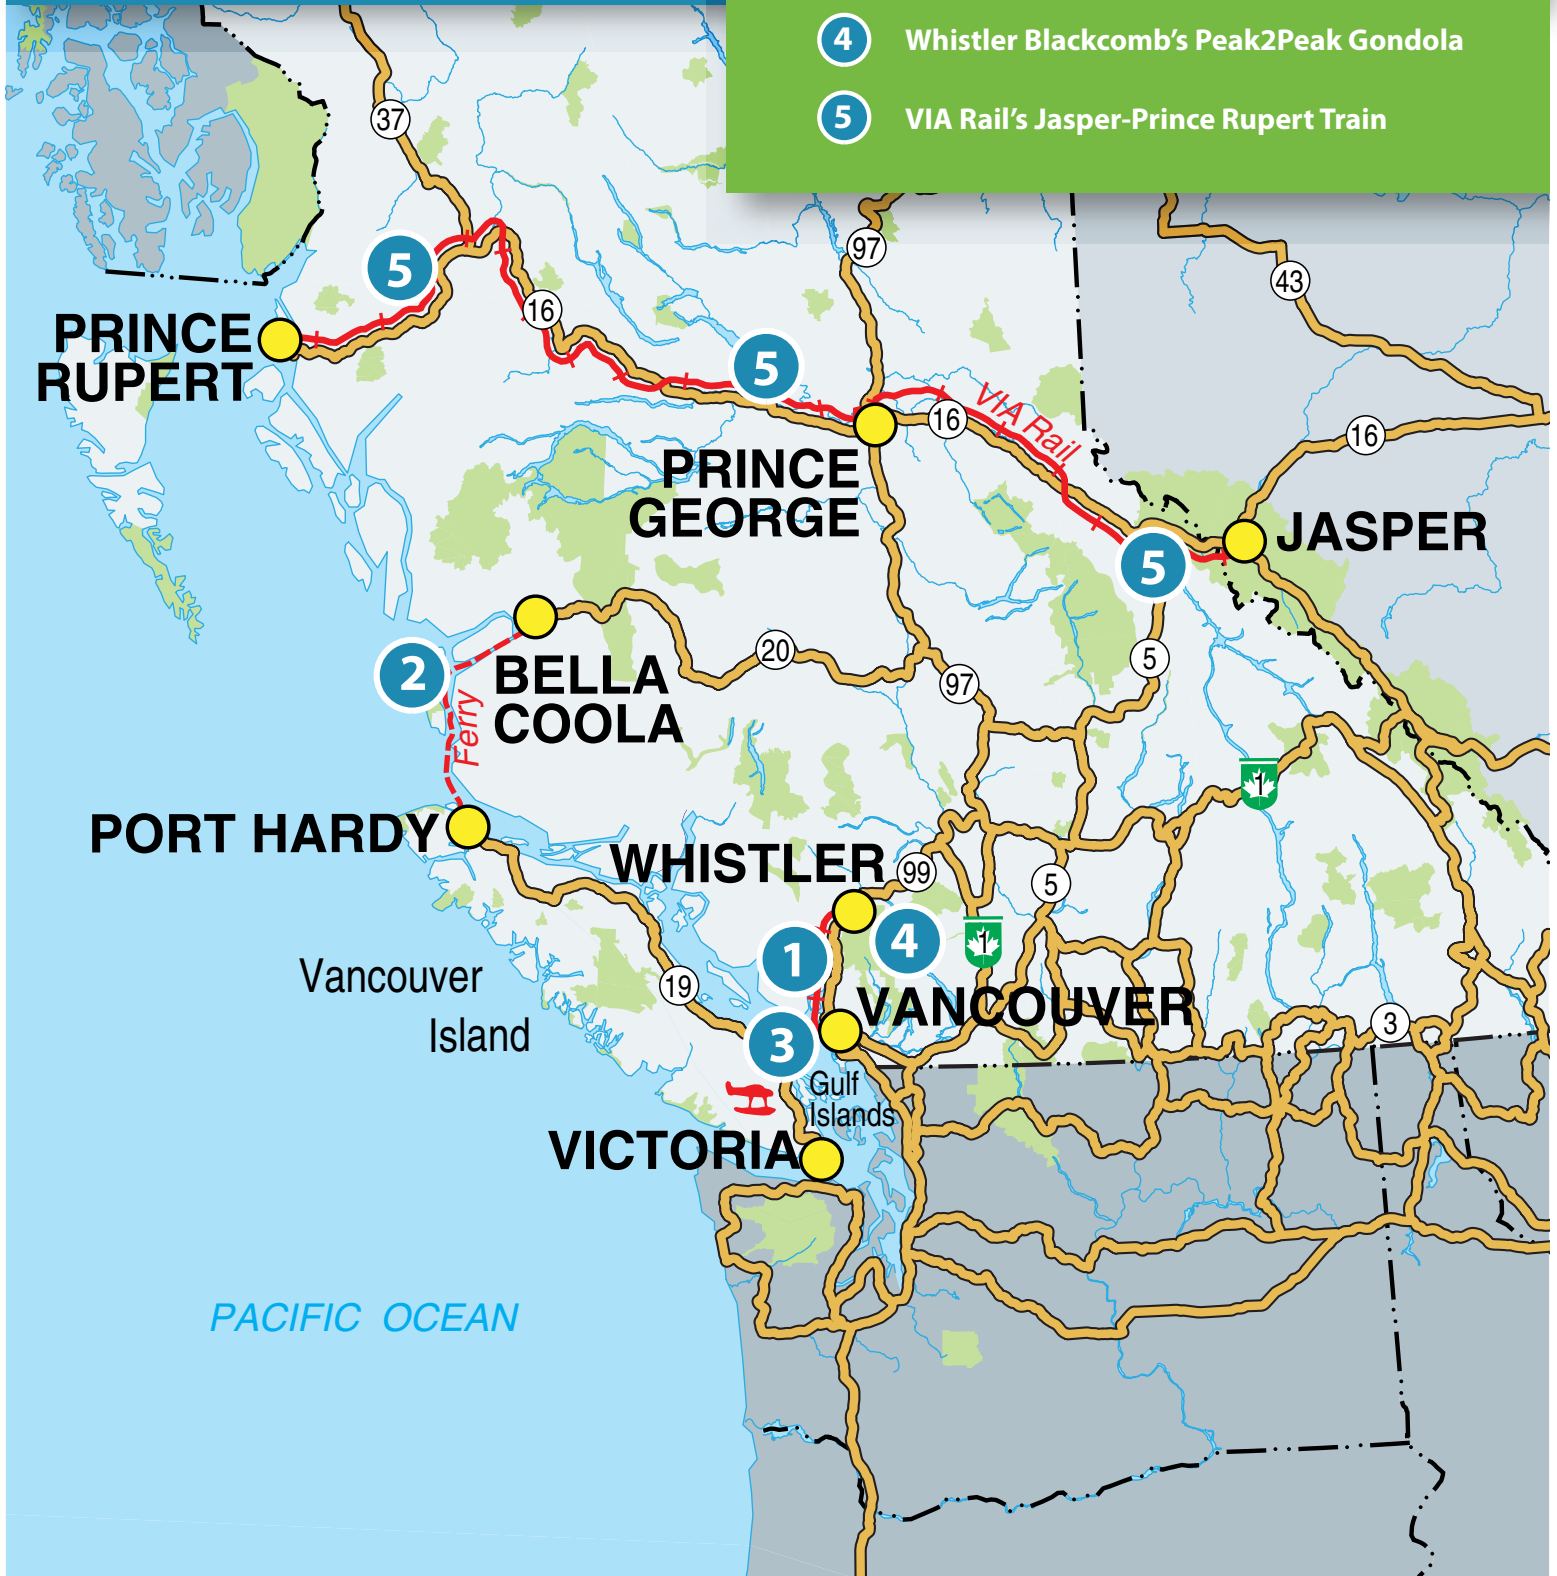 4 Whistler Blackcomb's Peak2Peak Gondola
5 VIA Rail's Jasper-Prince Rupert Train
37
97
43
5
16
PRINCE
RUPERT
5
16
VIA Rail
16
PRINCE
GEORGE
JASPER
5
2
BELLA
COOLA
Ferry
20
97
5
1
PORT HARDY
WHISTLER
99
5
1
4
1
Vancouver
Island
19
VANCOUVER
3
3
Gulf
Islands
VICTORIA
PACIFIC OCEAN